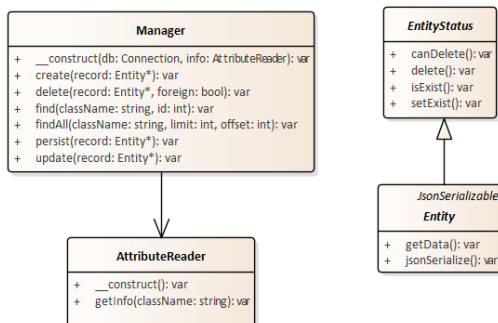 Manager
+ __construct(db: Connection, info: AttributeReader): var
+ create(record: Entity*): var
+ delete(record: Entity*, foreign: bool): var
+ find(className: string, id: int): var
+ findAll(className: string, limit: int, offset: int): var
+ persist(record: Entity*): var
+ update(record: Entity*): var
AttributeReader
+ __construct(): var
+ getInfo(className: string): var
EntityStatus
+ canDelete(): var
+ delete(): var
+ isExist(): var
+ setExist(): var
JsonSerializable
Entity
+ getData(): var
+ jsonSerialize(): var